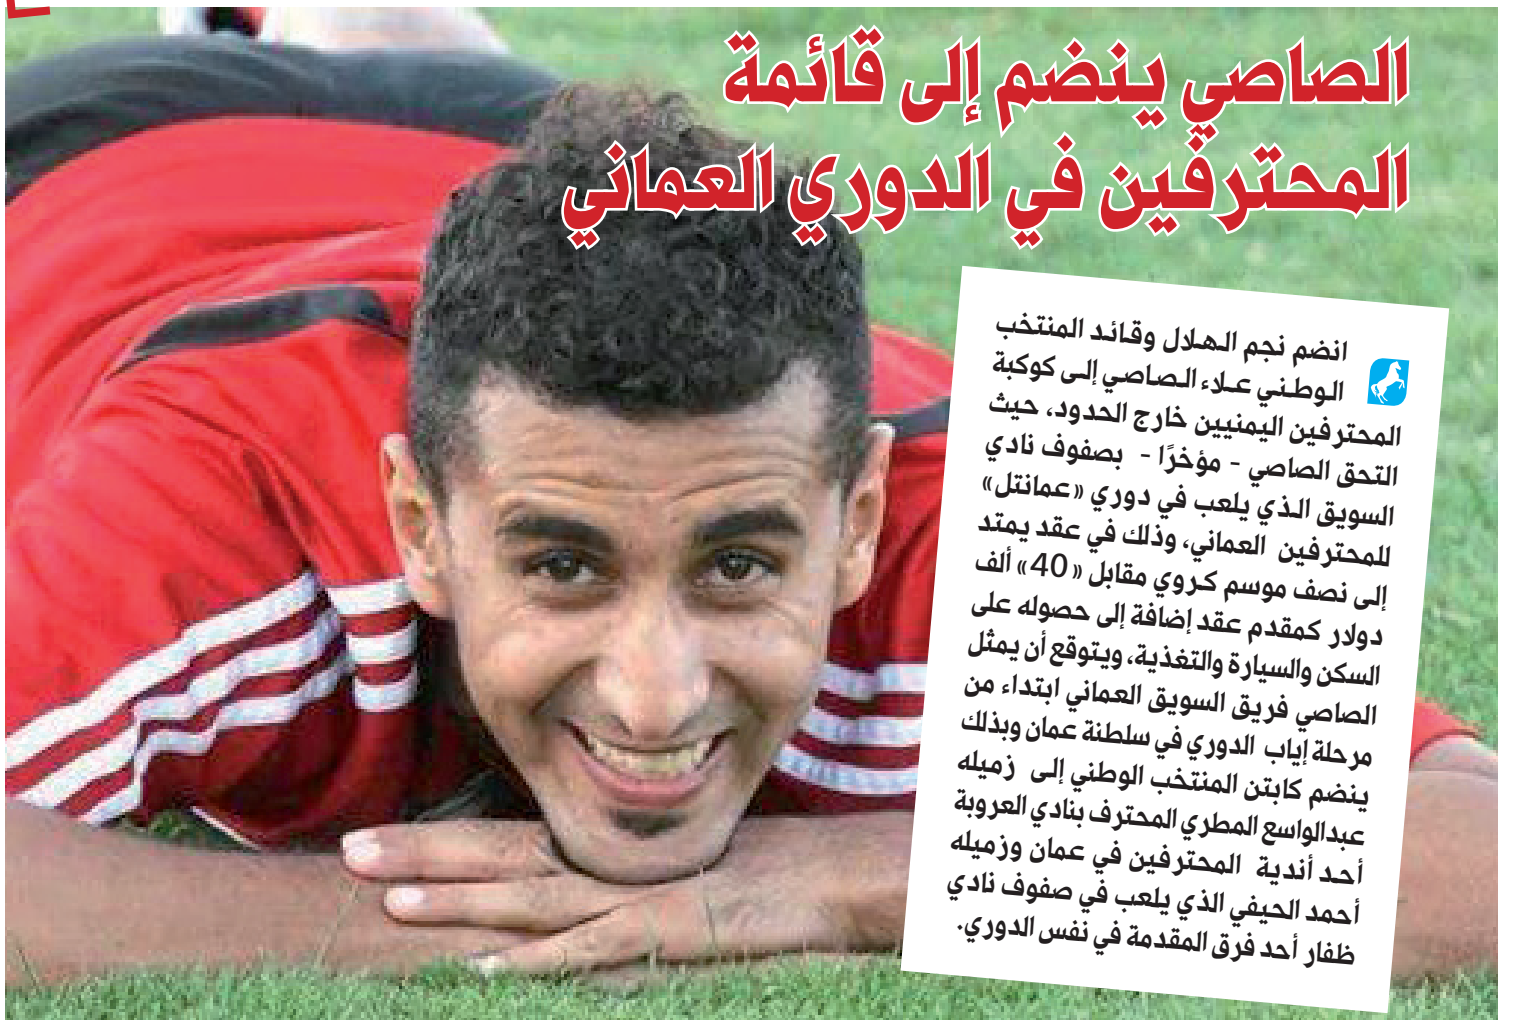 الصاصي ينضم إلى قائمة
المحترفين في الدوري العماني
انضم نجم الهلال وقائد المنتخب
الوطني علاء الصاصي إلى كوكبة
المحترفين اليمنيين خارج الحدود، حيث
التحق الصاصي - مؤخرًا - بصفوف نادي
السويق الذي يلعب في دوري «عمانتل»
للمحترفين العماني، وذلك في عقد يمتد
إلى نصف موسم كروي مقابل «40» ألف
دولار كمقدم عقد إضافة إلى حصوله على
السكن والسيارة والتغذية، ويتوقع أن يمثل
الصاصي فريق السويق العماني ابتداء من
مرحلة إياب الدوري في سلطنة عمان وبذلك
ينضم كابتن المنتخب الوطني إلى زميله
عبدالواسع المطري المحترف بنادي العروبة
أحد أندية المحترفين في عمان وزميله
أحمد الحيفي الذي يلعب في صفوف نادي
ظفار أحد فرق المقدمة في نفس الدوري.